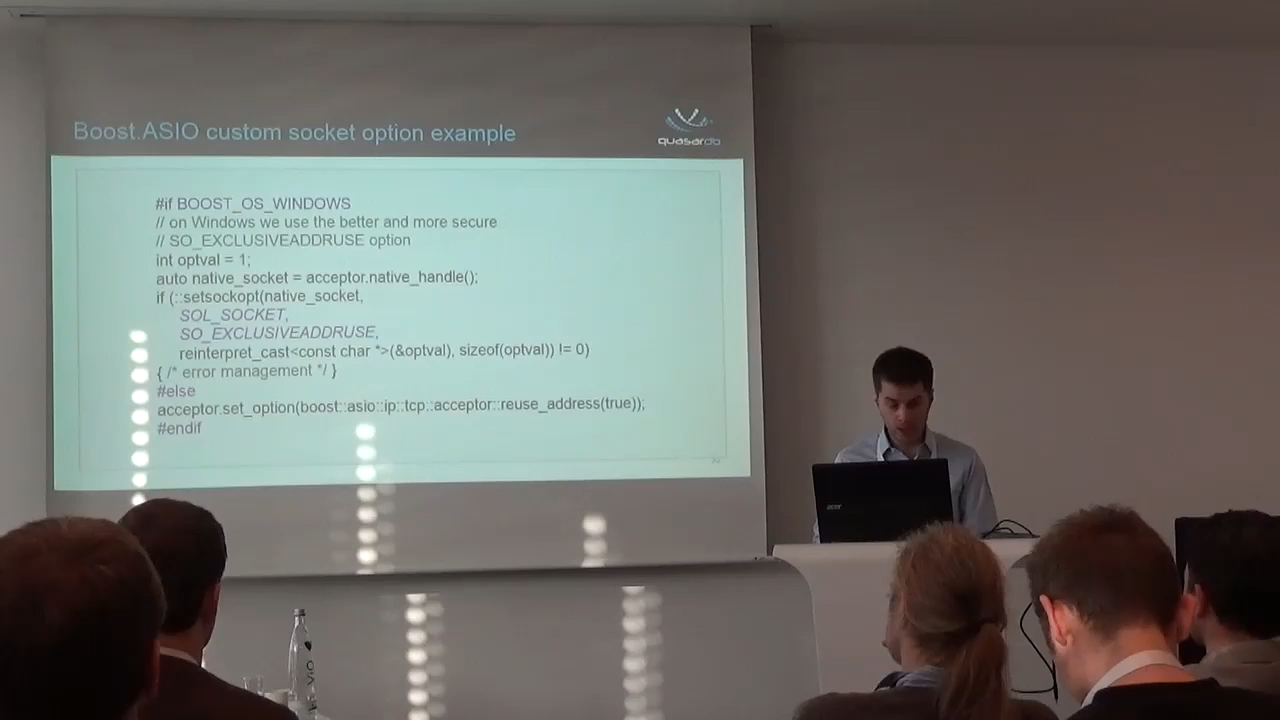 Boost.ASIO custom socket option example
quasardb
#if BOOST_OS_WINDOWS
// on Windows we use the better and more secure
// SO_EXCLUSIVEADDRUSE option
int optval = 1;
auto native_socket = acceptor.native_handle();
if (::setsockopt(native_socket,
SOL_SOCKET,
SO_EXCLUSIVEADDRUSE,
reinterpret_cast<const char *>(&optval), sizeof(optval)) != 0)
{ /* error management */ }
#else
acceptor.set_option(boost::asio::ip::tcp::acceptor::reuse_address(true));
#endif
acer
ViO